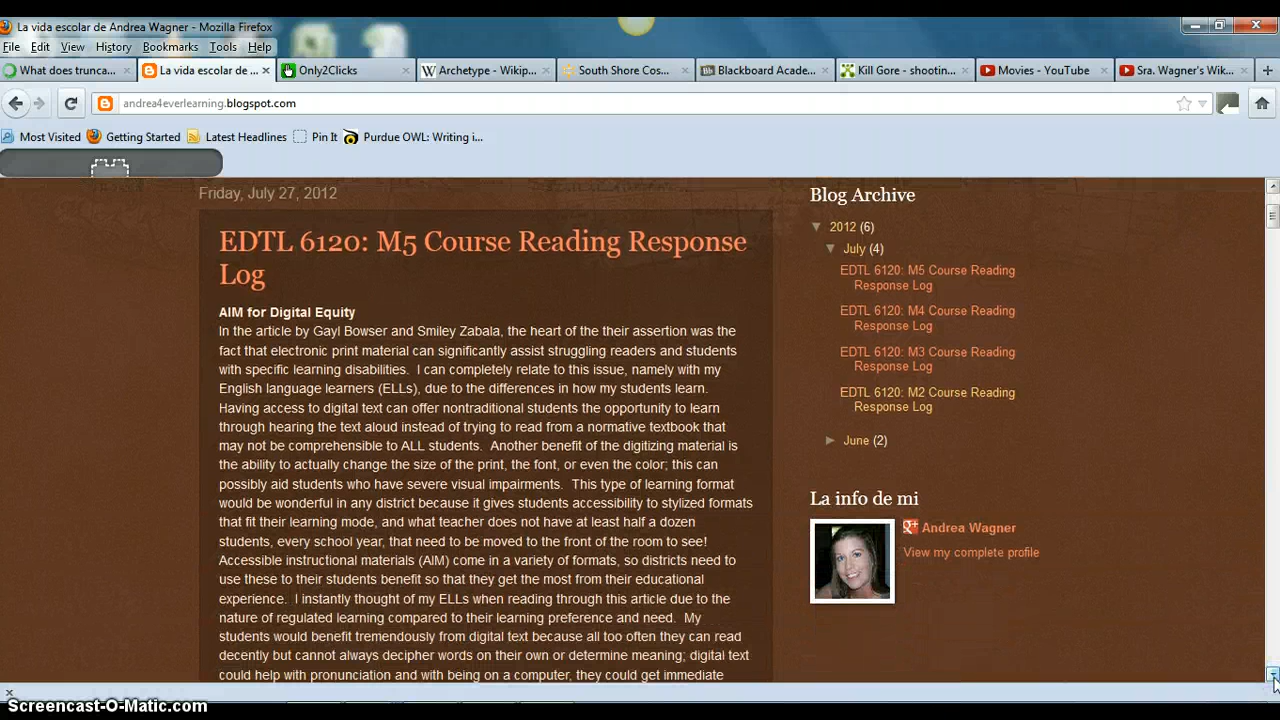 La vida escolar de Andrea Wagner - Mozilla Firefox
File Edit View History Bookmarks Tools Help
What does trunca... La vida escolar de ... Only2Clicks Archetype - Wikip... South Shore Cos... Blackboard Acade... Kill Gore - shootin... Movies - YouTube Sra. Wagner's Wik...
andrea4everlearning.blogspot.com
Most Visited Getting Started Latest Headlines Pin It Purdue OWL: Writing i...
Friday, July 27, 2012
EDTL 6120: M5 Course Reading Response
Log
AIM for Digital Equity
In the article by Gayl Bowser and Smiley Zabala, the heart of the their assertion was the
fact that electronic print material can significantly assist struggling readers and students
with specific learning disabilities.  I can completely relate to this issue, namely with my
English language learners (ELLs), due to the differences in how my students learn.
Having access to digital text can offer nontraditional students the opportunity to learn
through hearing the text aloud instead of trying to read from a normative textbook that
may not be comprehensible to ALL students.  Another benefit of the digitizing material is
the ability to actually change the size of the print, the font, or even the color; this can
possibly aid students who have severe visual impairments.  This type of learning format
would be wonderful in any district because it gives students accessibility to stylized formats
that fit their learning mode, and what teacher does not have at least half a dozen
students, every school year, that need to be moved to the front of the room to see!
Accessible instructional materials (AIM) come in a variety of formats, so districts need to
use these to their students benefit so that they get the most from their educational
experience.  I instantly thought of my ELLs when reading through this article due to the
nature of regulated learning compared to their learning preference and need.  My
students would benefit tremendously from digital text because all too often they can read
decently but cannot always decipher words on their own or determine meaning; digital text
could help with pronunciation and with being on a computer, they could get immediate
Blog Archive
▼ 2012 (6)
▼ July (4)
EDTL 6120: M5 Course Reading
Response Log
EDTL 6120: M4 Course Reading
Response Log
EDTL 6120: M3 Course Reading
Response Log
EDTL 6120: M2 Course Reading
Response Log
► June (2)
La info de mi
Andrea Wagner
View my complete profile
Screencast-O-Matic.com